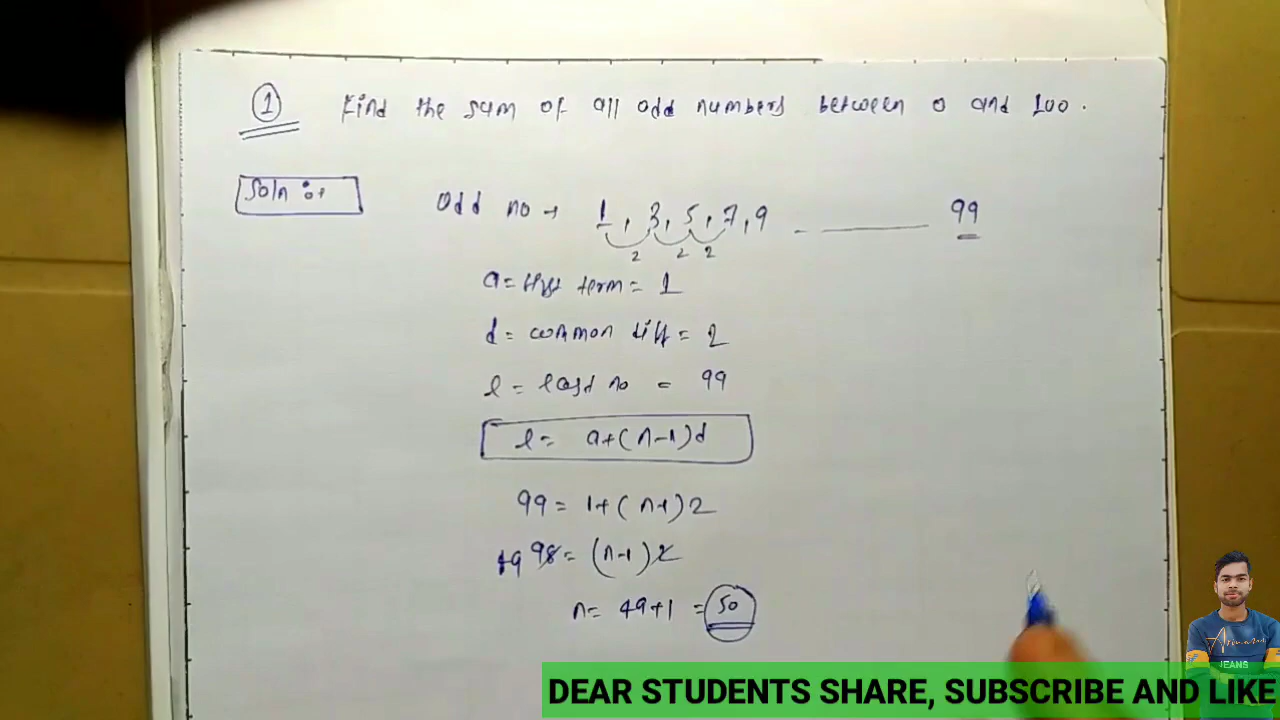 1 Find the sum of all odd numbers between 0 and 100.
Soln :→
Odd no → 1, 3, 5, 7, 9 - ——— 99
2 2 2
a = first term = 1
d = common diff = 2
l = last no = 99
l = a+(n-1)d
99 = 1+(n-1)2
49 98 = (n-1)2
n = 49+1 = 50
Armani
JEANS
DEAR STUDENTS SHARE, SUBSCRIBE AND LIKE